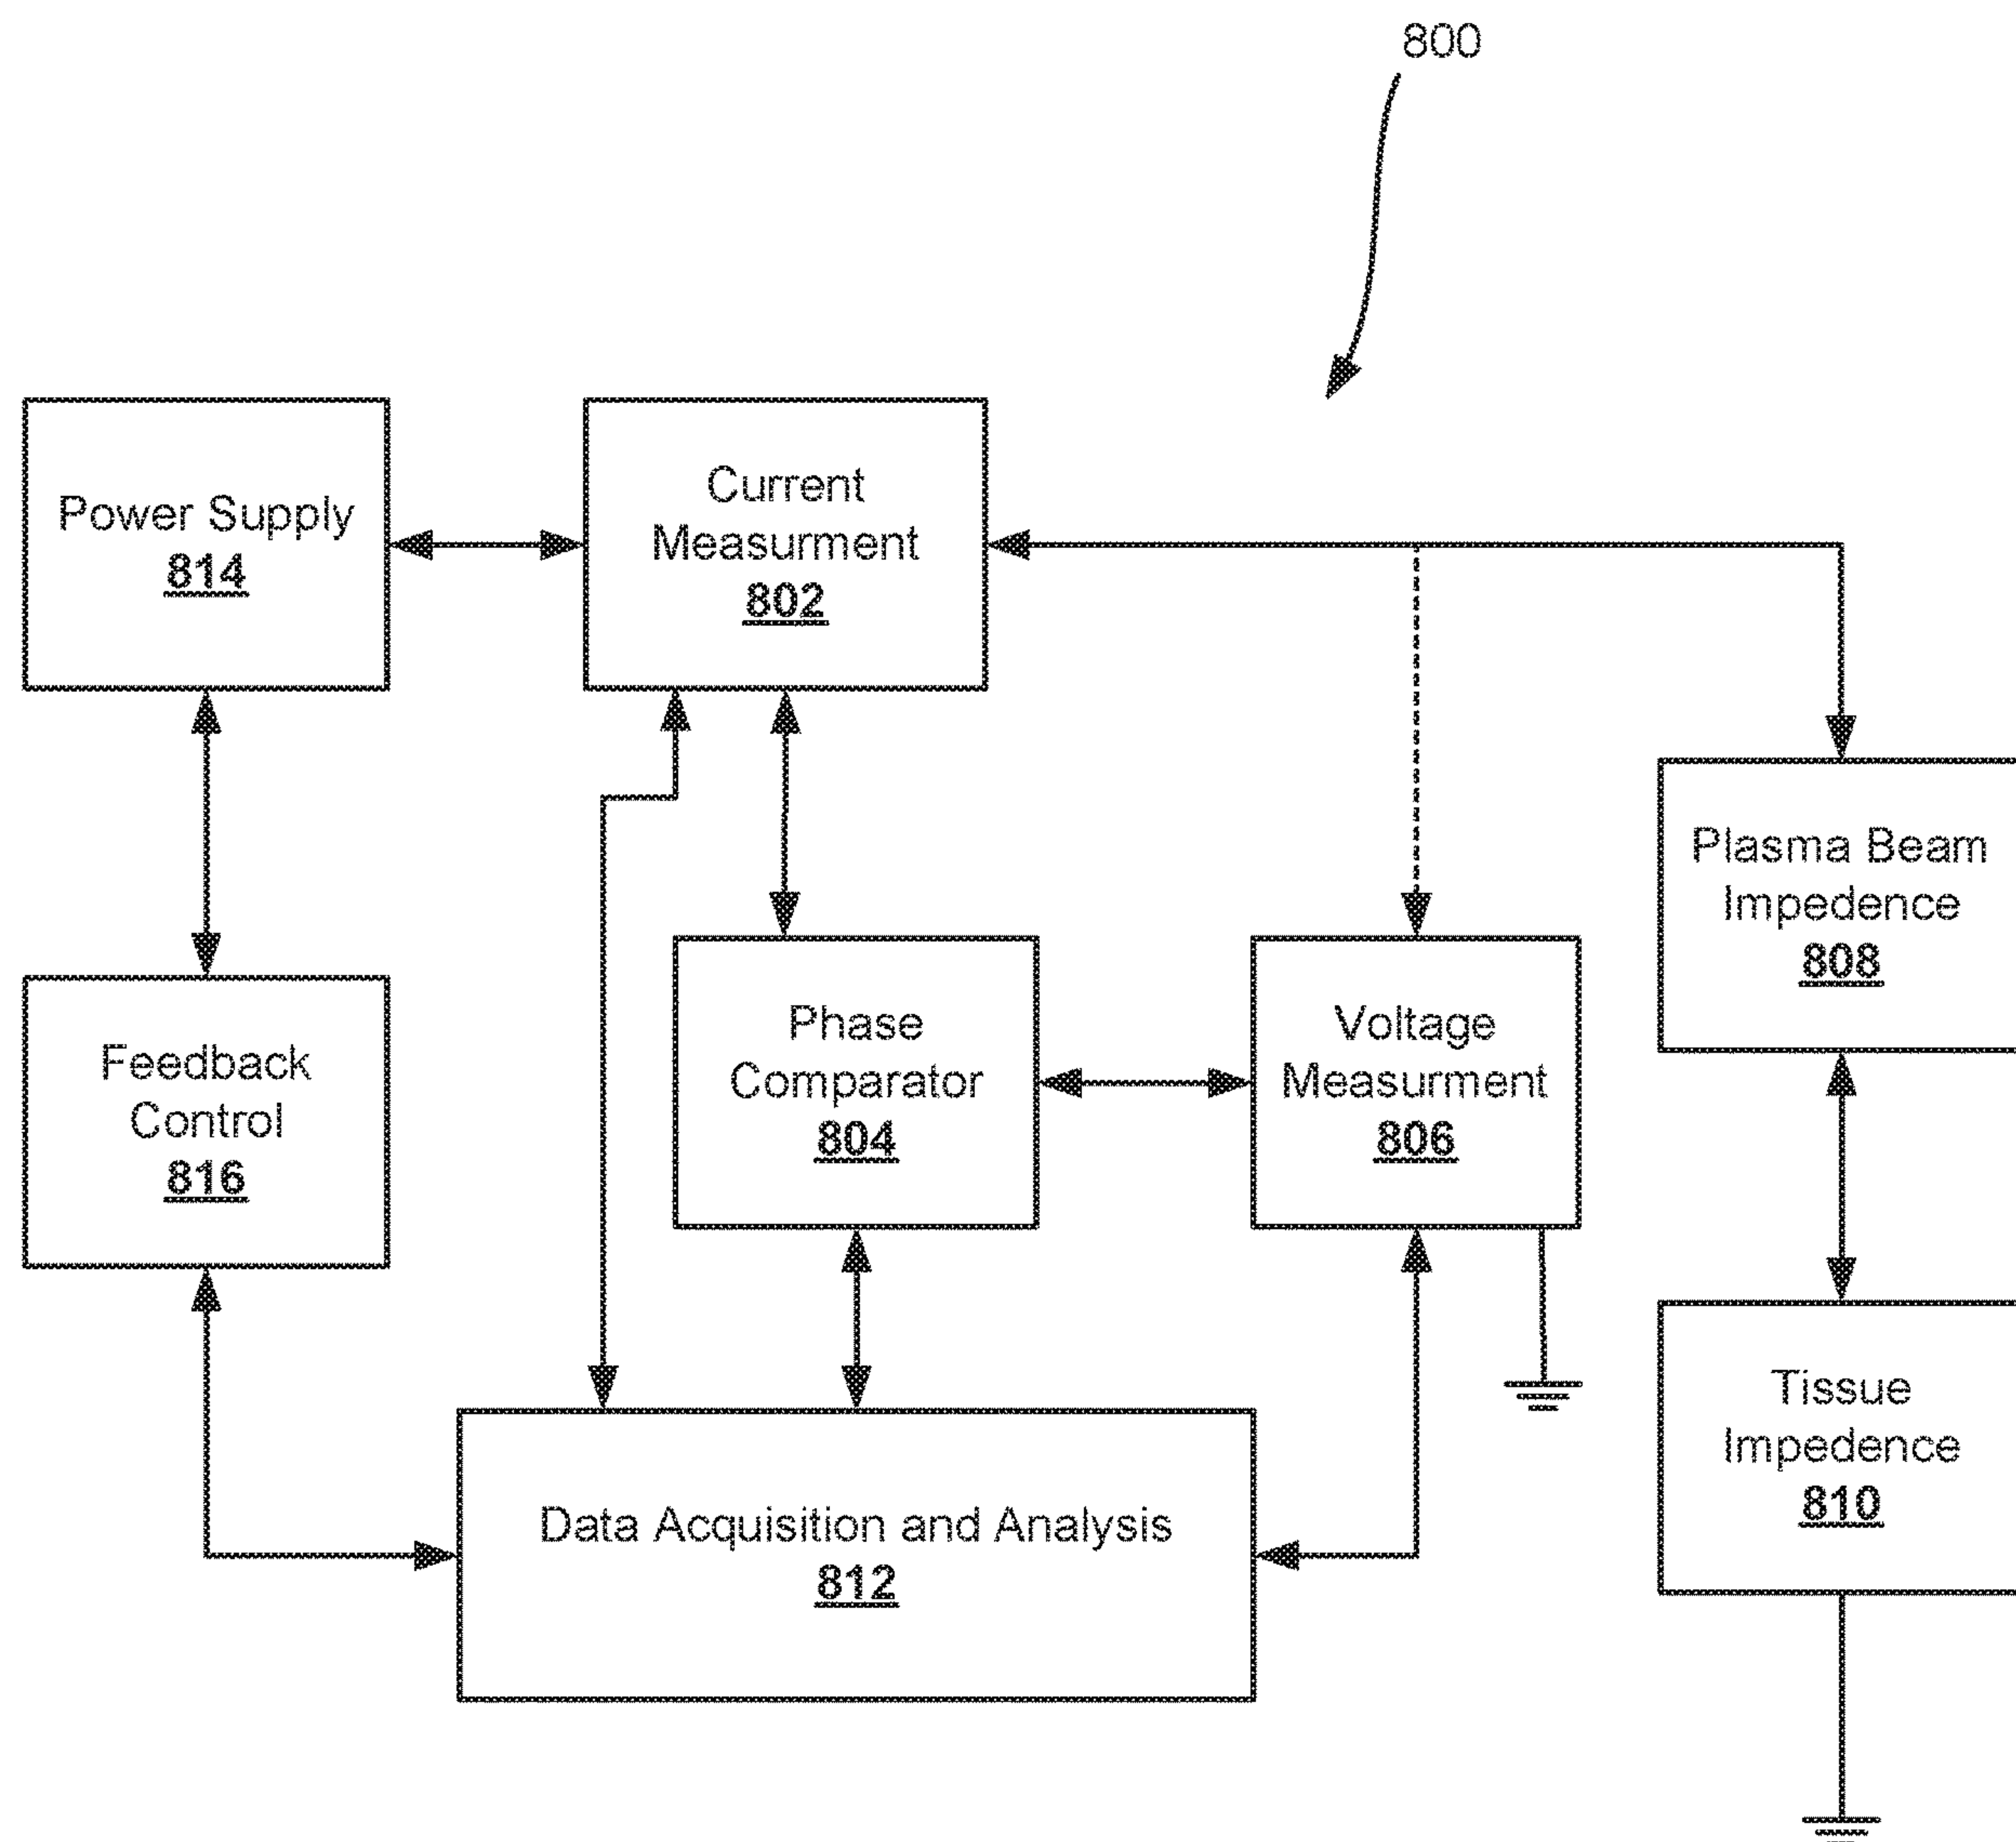 800
Power Supply
814
Current
Measurment
802
Plasma Beam
Impedence
808
Feedback
Control
816
Phase
Comparator
804
Voltage
Measurment
806
Tissue
Impedence
810
Data Acquisition and Analysis
812